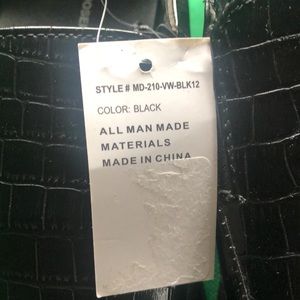 STYLE # MD-210-VW-BLK12
COLOR: BLACK
ALL MAN MADE
MATERIALS
MADE IN CHINA